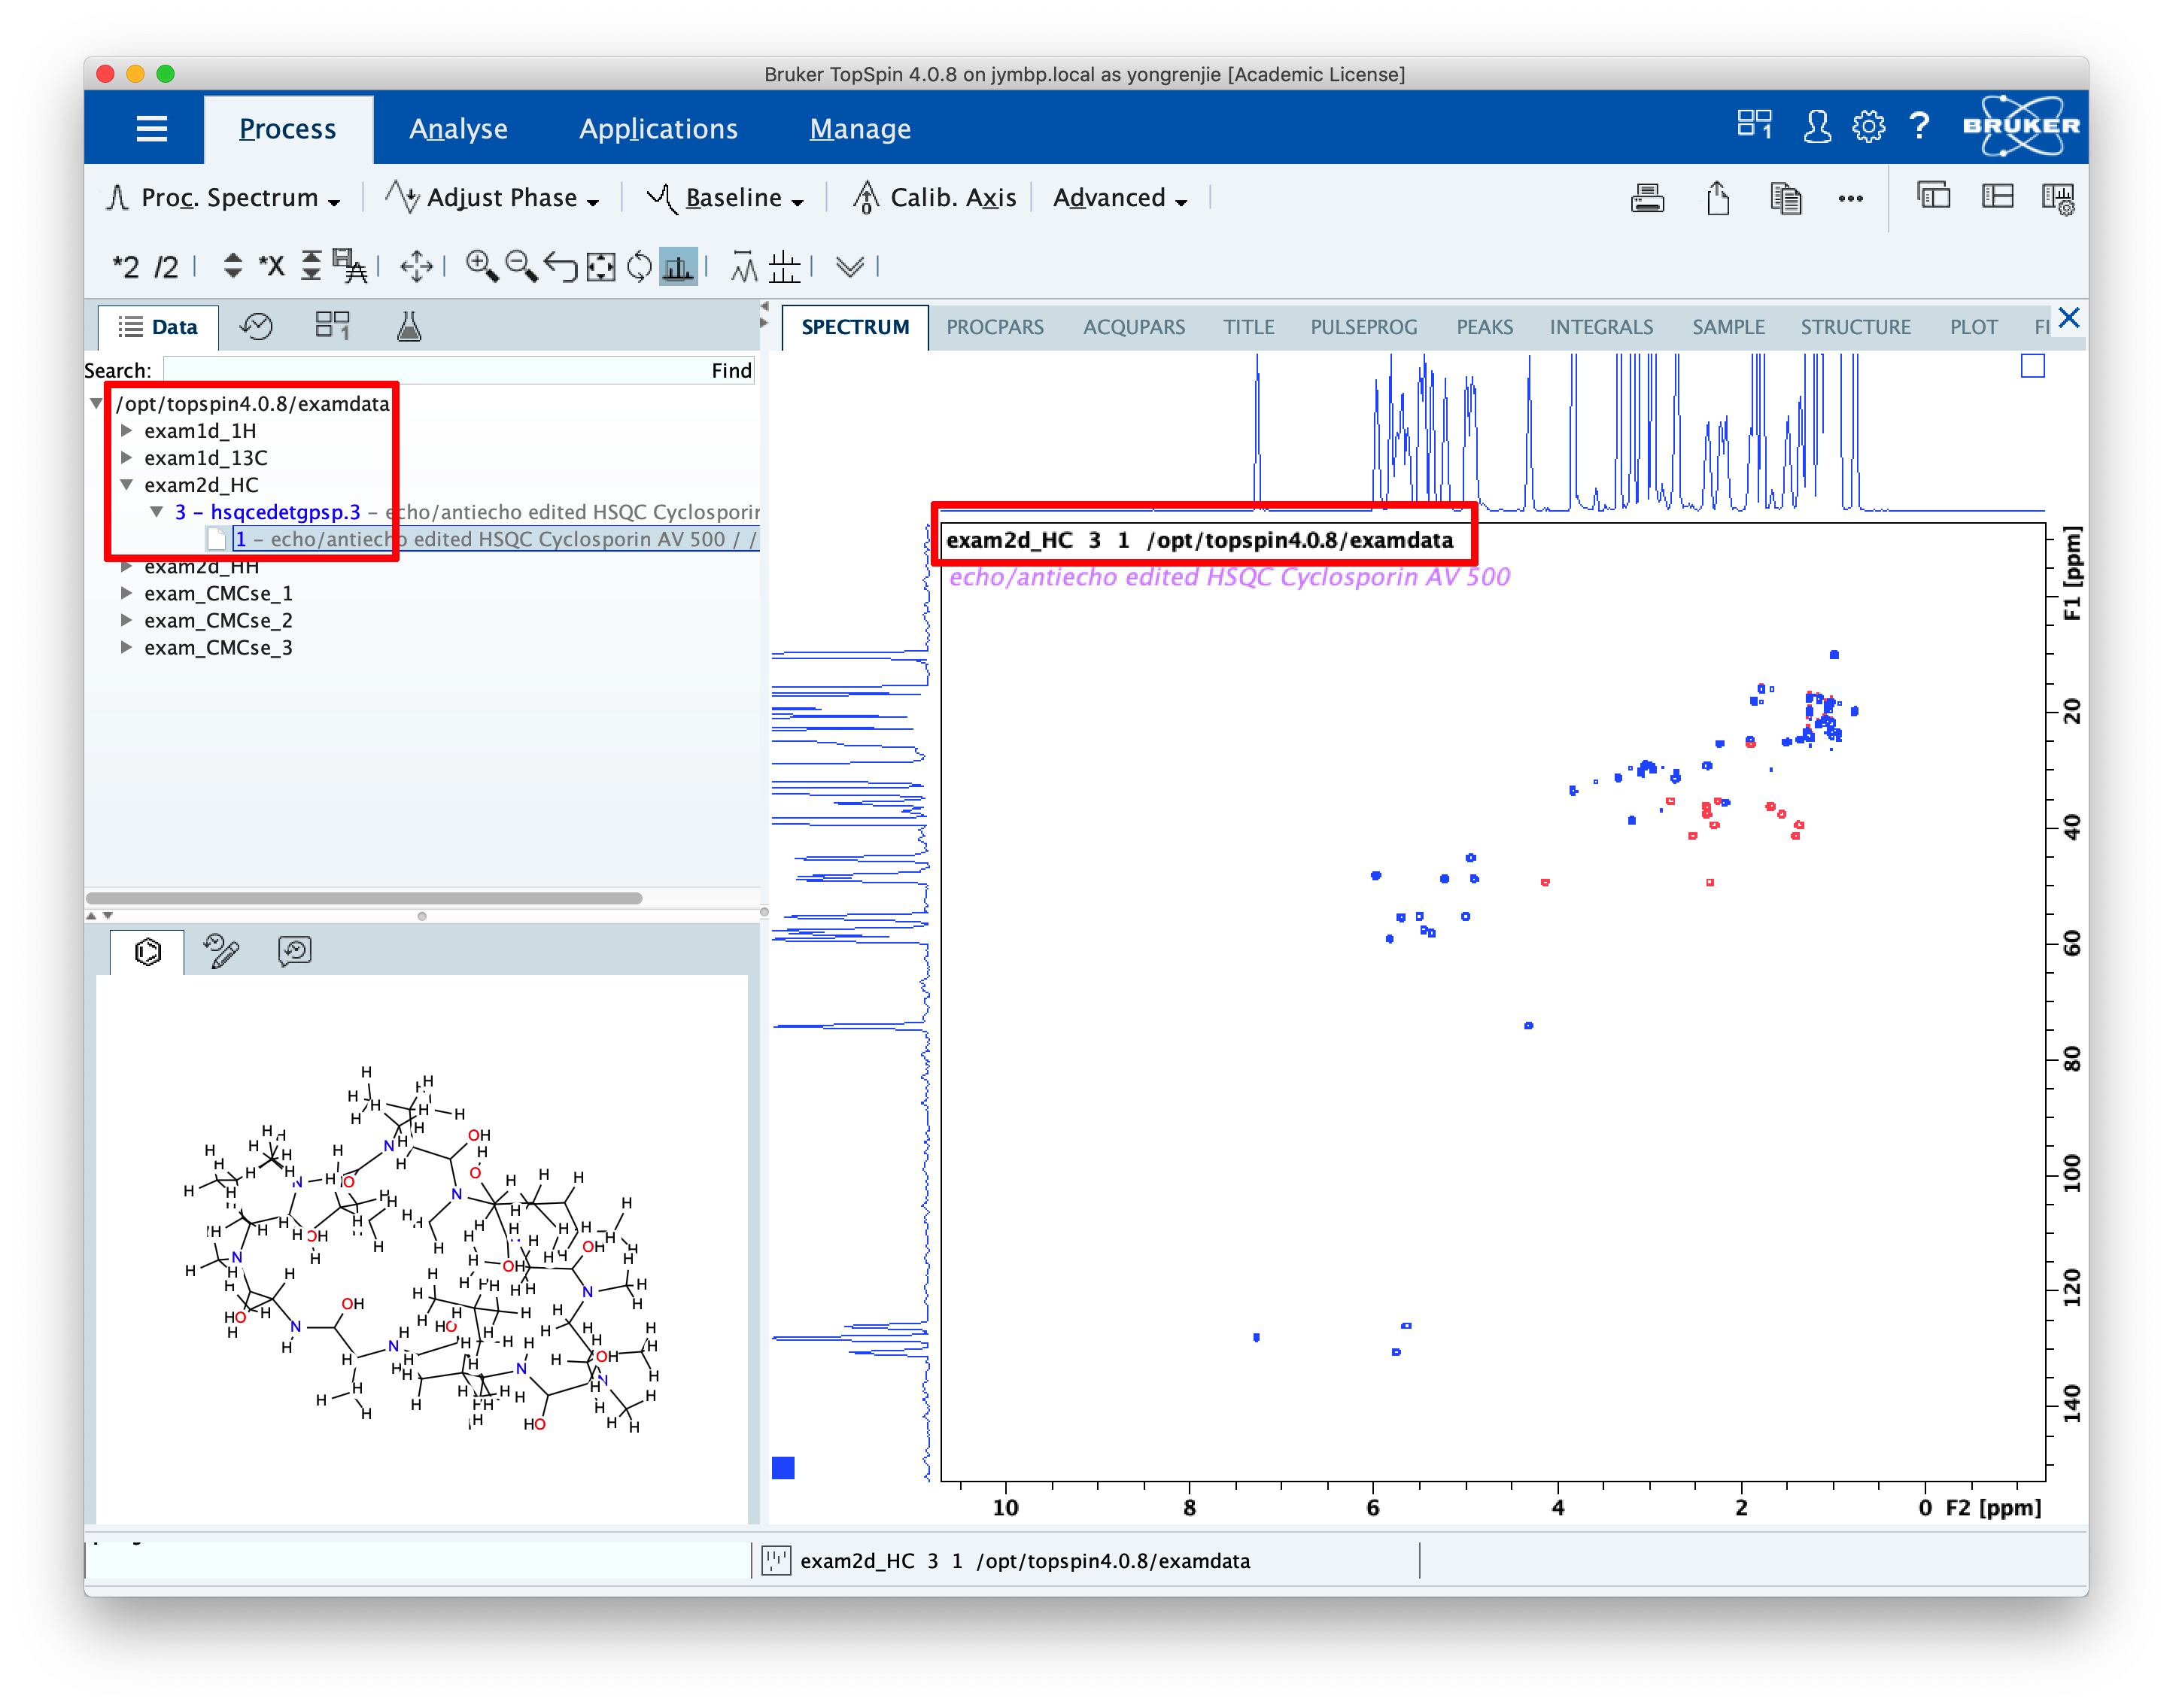 Bruker TopSpin 4.0.8 on jymbp.local as yongrenjie [Academic License]
Process Analyse Applications Manage
1 ? BRUKER
Proc. Spectrum Adjust Phase Baseline Calib. Axis Advanced
*2 /2 *X
Data 1
Search: Find
/opt/topspin4.0.8/examdata
exam1d_1H
exam1d_13C
exam2d_HC
3 – hsqcedetgpsp.3 – echo/antiecho edited HSQC Cyclosporin
1 – echo/antiecho edited HSQC Cyclosporin AV 500 / /
exam2d_HH
exam_CMCse_1
exam_CMCse_2
exam_CMCse_3
SPECTRUM PROCPARS ACQUPARS TITLE PULSEPROG PEAKS INTEGRALS SAMPLE STRUCTURE PLOT FI
exam2d_HC 3 1 /opt/topspin4.0.8/examdata
echo/antiecho edited HSQC Cyclosporin AV 500
F1 [ppm]
20
40
60
80
100
120
140
10 8 6 4 2 0 F2 [ppm]
exam2d_HC 3 1 /opt/topspin4.0.8/examdata